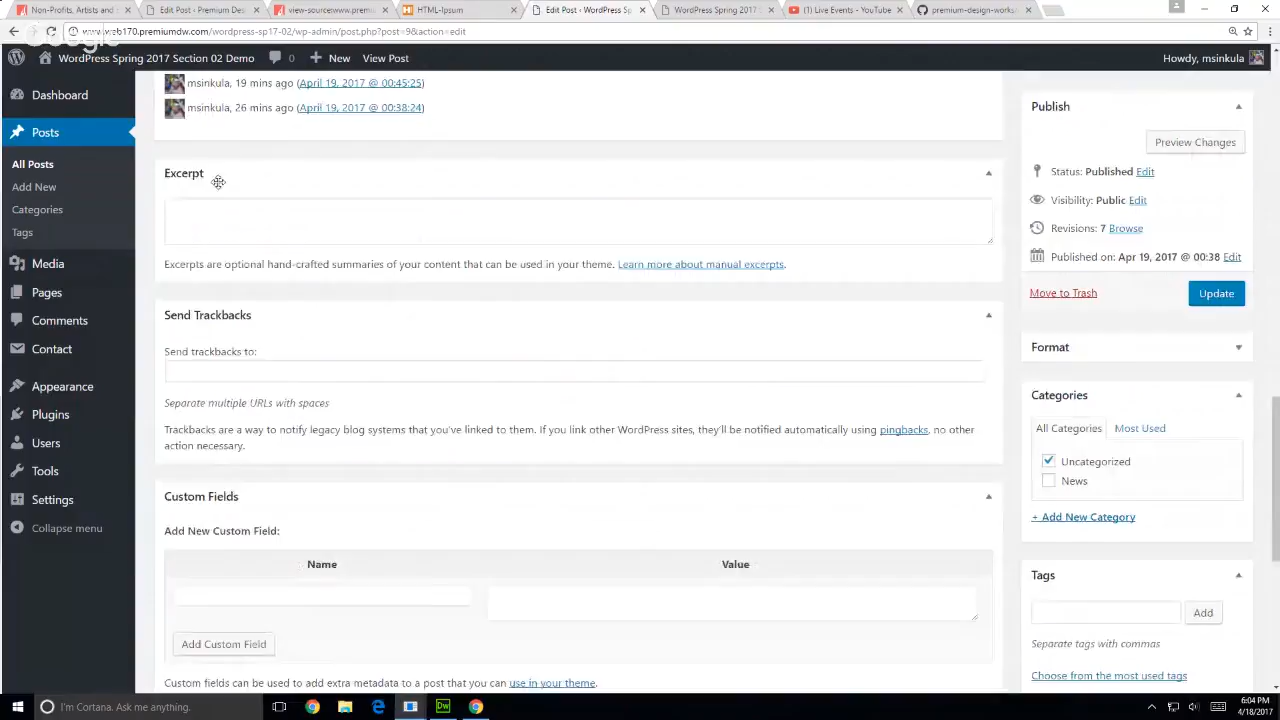 Non-Profits, Artists and I
Edit Post ‹ Premium Des
view-sourcewww.premi
HTML-Ipsum
Edit Post ‹ WordPress Sp
WordPress Spring 2017 S
Live Events - YouTube
premium-design-works/
web170.premiumdw.com/wordpress-sp17-02/wp-admin/post.php?post=9&action=edit
Google
WordPress Spring 2017 Section 02 Demo
0
New
View Post
Howdy, msinkula
Dashboard
Posts
All Posts
Add New
Categories
Tags
Media
Pages
Comments
Contact
Appearance
Plugins
Users
Tools
Settings
Collapse menu
msinkula, 19 mins ago (April 19, 2017 @ 00:45:25)
msinkula, 26 mins ago (April 19, 2017 @ 00:38:24)
Excerpt
Excerpts are optional hand-crafted summaries of your content that can be used in your theme. Learn more about manual excerpts.
Send Trackbacks
Send trackbacks to:
Separate multiple URLs with spaces
Trackbacks are a way to notify legacy blog systems that you've linked to them. If you link other WordPress sites, they'll be notified automatically using pingbacks, no other
action necessary.
Custom Fields
Add New Custom Field:
Name
Value
Add Custom Field
Custom fields can be used to add extra metadata to a post that you can use in your theme.
Publish
Preview Changes
Status: Published Edit
Visibility: Public Edit
Revisions: 7 Browse
Published on: Apr 19, 2017 @ 00:38 Edit
Move to Trash
Update
Format
Categories
All Categories
Most Used
Uncategorized
News
+ Add New Category
Tags
Add
Separate tags with commas
Choose from the most used tags
I'm Cortana. Ask me anything.
Dw
6:04 PM
4/18/2017